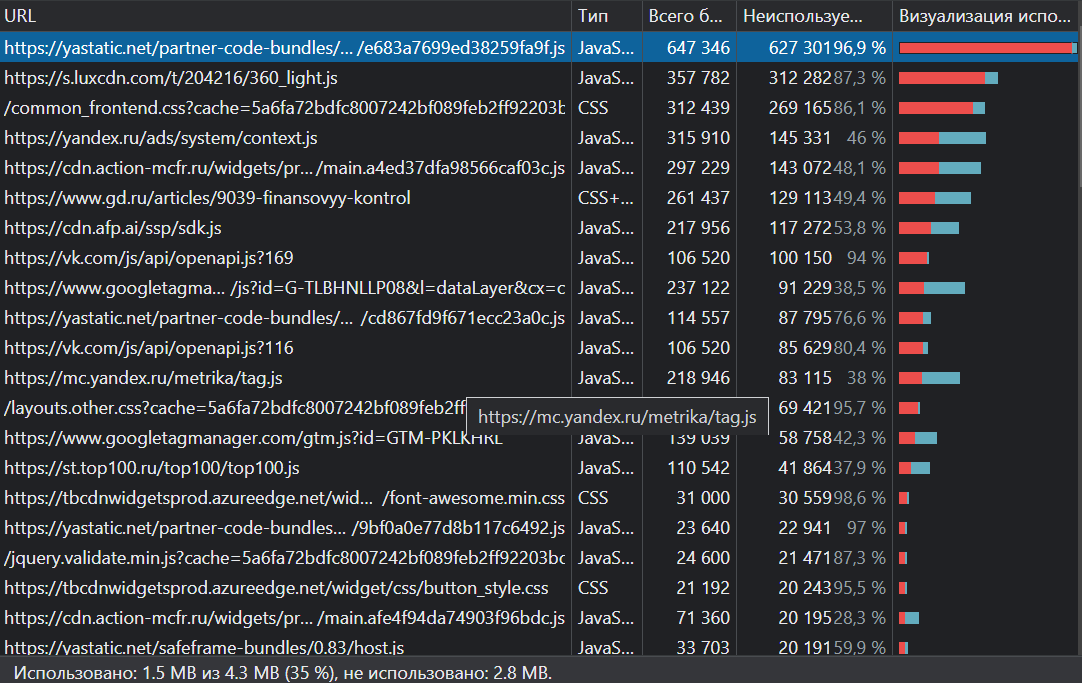 URL Тип Всего б... Неиспользуе... Визуализация испо...
https://yastatic.net/partner-code-bundles/... /e683a7699ed38259fa9f.js JavaS... 647 346 627 301 96,9 %
https://s.luxcdn.com/t/204216/360_light.js JavaS... 357 782 312 282 87,3 %
/common_frontend.css?cache=5a6fa72bdfc8007242bf089feb2ff92203b CSS 312 439 269 165 86,1 %
https://yandex.ru/ads/system/context.js JavaS... 315 910 145 331 46 %
https://cdn.action-mcfr.ru/widgets/pr... /main.a4ed37dfa98566caf03c.js JavaS... 297 229 143 072 48,1 %
https://www.gd.ru/articles/9039-finansovyy-kontrol CSS+... 261 437 129 113 49,4 %
https://cdn.afp.ai/ssp/sdk.js JavaS... 217 956 117 272 53,8 %
https://vk.com/js/api/openapi.js?169 JavaS... 106 520 100 150 94 %
https://www.googletagma... /js?id=G-TLBHNLLP08&l=dataLayer&cx=c JavaS... 237 122 91 229 38,5 %
https://yastatic.net/partner-code-bundles/... /cd867fd9f671ecc23a0c.js JavaS... 114 557 87 795 76,6 %
https://vk.com/js/api/openapi.js?116 JavaS... 106 520 85 629 80,4 %
https://mc.yandex.ru/metrika/tag.js JavaS... 218 946 83 115 38 %
/layouts.other.css?cache=5a6fa72bdfc8007242bf089feb2ff 69 421 95,7 %
https://mc.yandex.ru/metrika/tag.js
https://www.googletagmanager.com/gtm.js?id=GTM-PKLKHRL JavaS... 139 039 58 758 42,3 %
https://st.top100.ru/top100/top100.js JavaS... 110 542 41 864 37,9 %
https://tbcdnwidgetsprod.azureedge.net/wid... /font-awesome.min.css CSS 31 000 30 559 98,6 %
https://yastatic.net/partner-code-bundles... /9bf0a0e77d8b117c6492.js JavaS... 23 640 22 941 97 %
/jquery.validate.min.js?cache=5a6fa72bdfc8007242bf089feb2ff92203bc JavaS... 24 600 21 471 87,3 %
https://tbcdnwidgetsprod.azureedge.net/widget/css/button_style.css CSS 21 192 20 243 95,5 %
https://cdn.action-mcfr.ru/widgets/pr... /main.afe4f94da74903f96bdc.js JavaS... 71 360 20 195 28,3 %
https://yastatic.net/safeframe-bundles/0.83/host.js JavaS... 33 703 20 191 59,9 %
Использовано: 1.5 MB из 4.3 MB (35 %), не использовано: 2.8 MB.